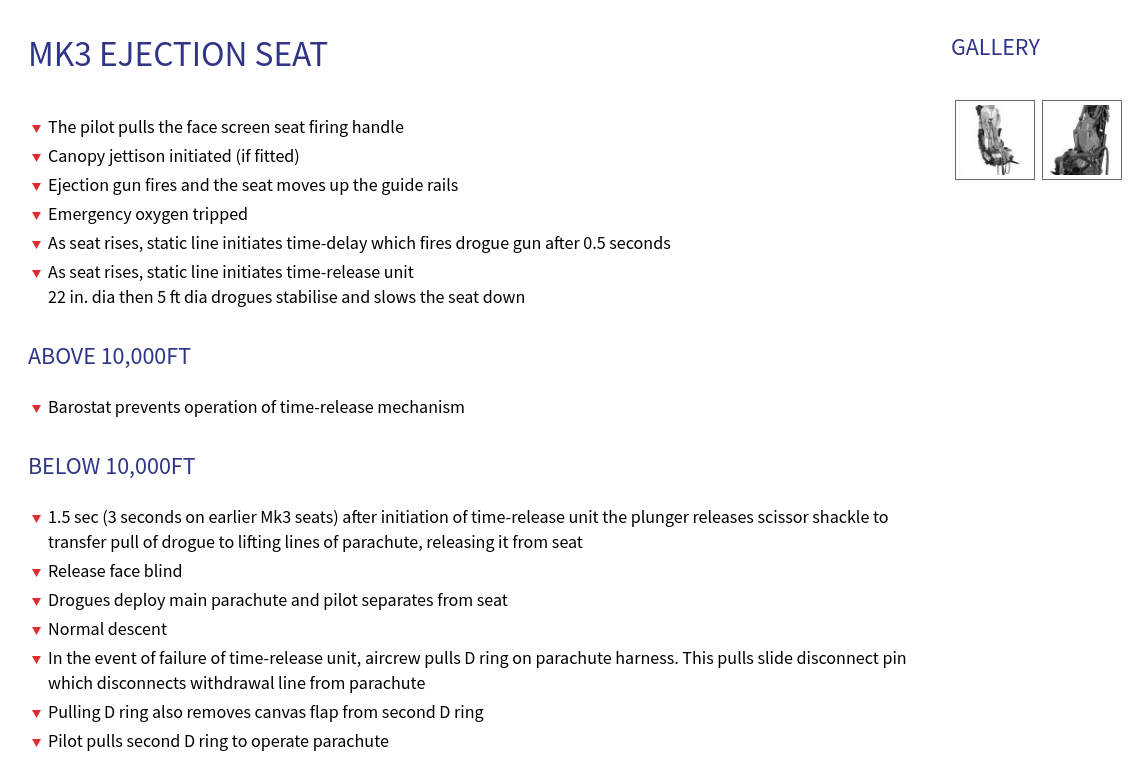 MK3 EJECTION SEAT
The pilot pulls the face screen seat firing handle
Canopy jettison initiated (if fitted)
Ejection gun fires and the seat moves up the guide rails
Emergency oxygen tripped
As seat rises, static line initiates time-delay which fires drogue gun after 0.5 seconds
As seat rises, static line initiates time-release unit
22 in. dia then 5 ft dia drogues stabilise and slows the seat down
ABOVE 10,000FT
Barostat prevents operation of time-release mechanism
BELOW 10,000FT
1.5 sec (3 seconds on earlier Mk3 seats) after initiation of time-release unit the plunger releases scissor shackle to
transfer pull of drogue to lifting lines of parachute, releasing it from seat
Release face blind
Drogues deploy main parachute and pilot separates from seat
Normal descent
In the event of failure of time-release unit, aircrew pulls D ring on parachute harness. This pulls slide disconnect pin
which disconnects withdrawal line from parachute
Pulling D ring also removes canvas flap from second D ring
Pilot pulls second D ring to operate parachute
GALLERY